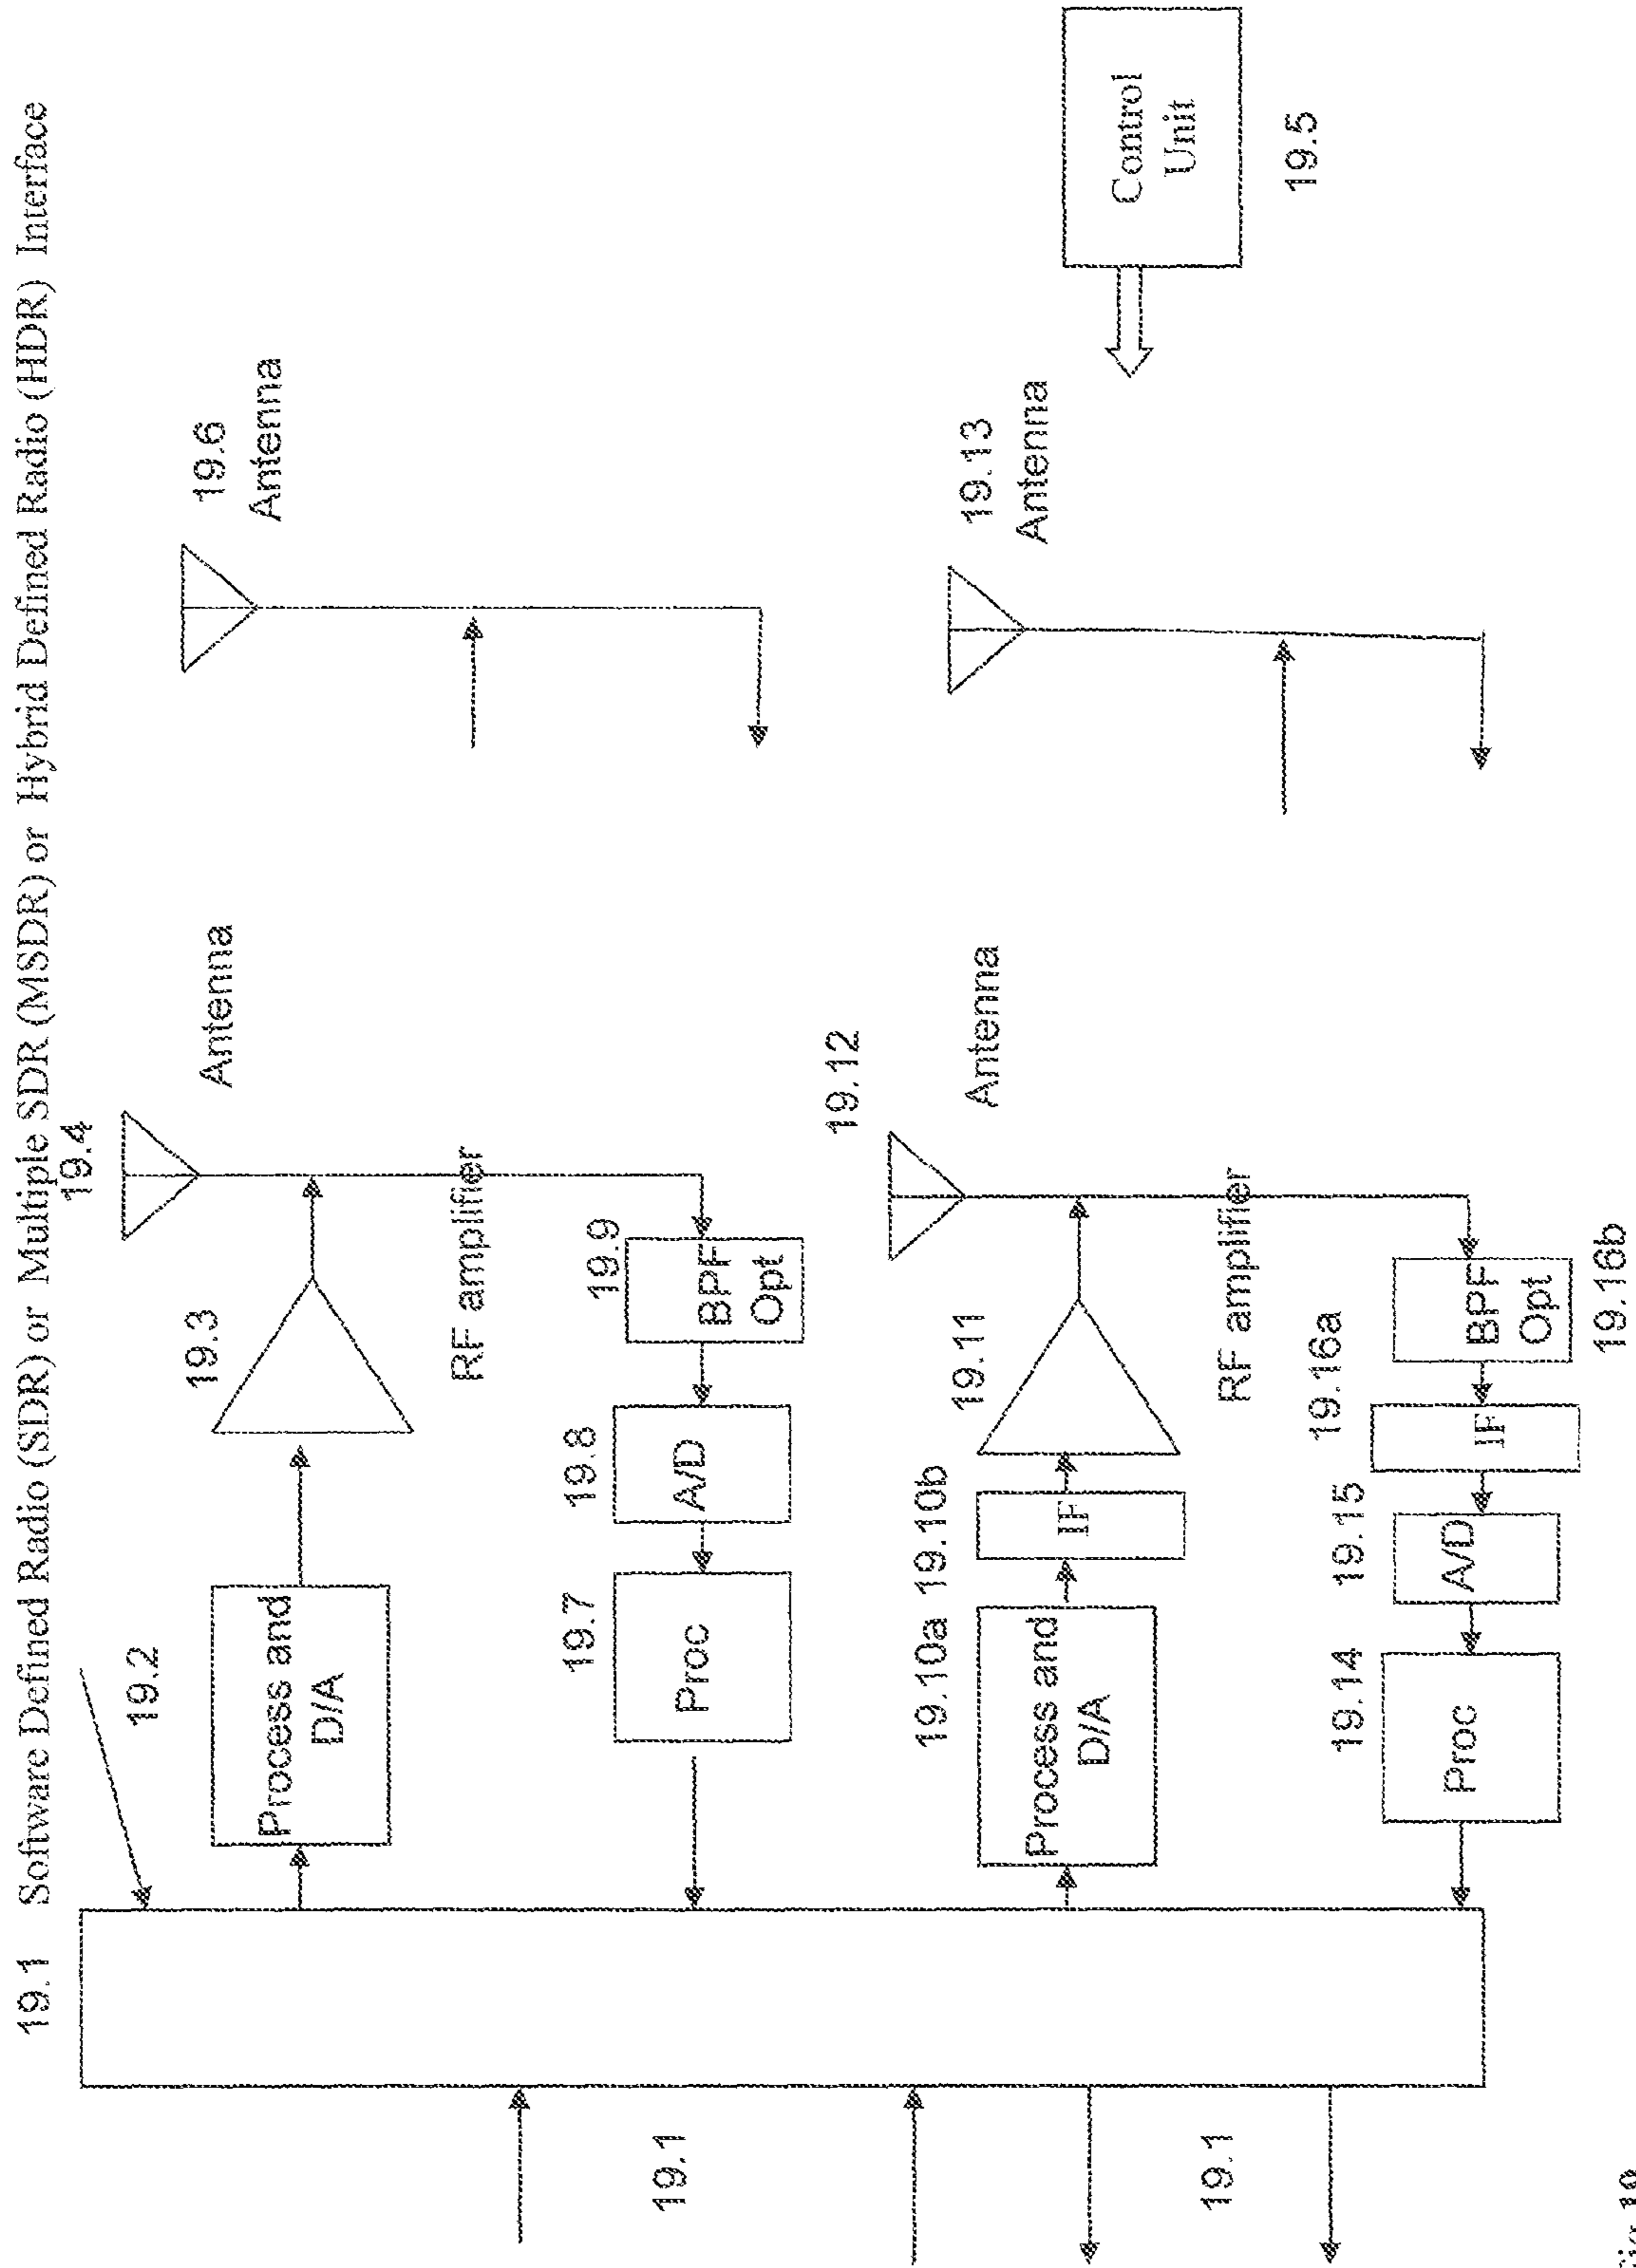 19.1 Software Defined Radio (SDR) or Multiple SDR (MSDR) or Hybrid Defined Radio (HDR) Interface
19.4
19.2
19.3
Antenna
19.6
Antenna
Process and
D/A
RF amplifier
19.7
19.8
19.9
Proc
A/D
BPF
Opt
19.12
19.10a 19.10b
19.11
Antenna
19.13
Antenna
Process and
D/A
IF
RF amplifier
Control
Unit
19.5
19.14
19.15
19.16a
Proc
A/D
IF
BPF
Opt
19.16b
19.1
19.1
Fig 19